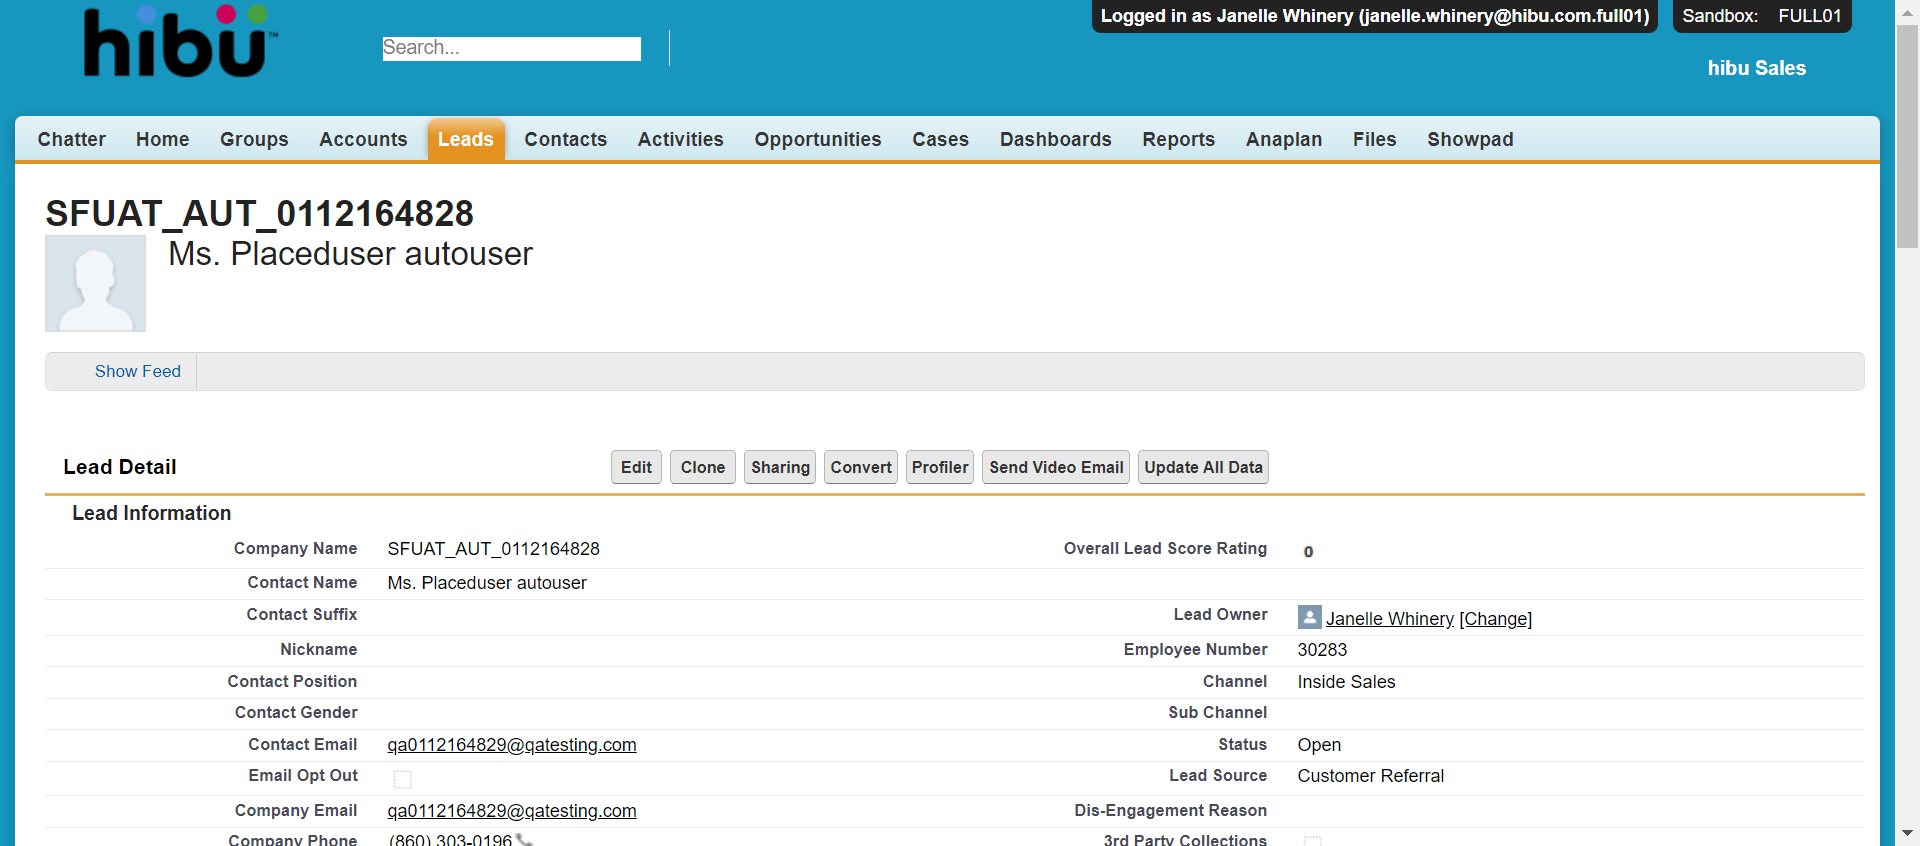 hibu™
Search...
Logged in as Janelle Whinery (janelle.whinery@hibu.com.full01)
Sandbox: FULL01
hibu Sales
Chatter Home Groups Accounts Leads Contacts Activities Opportunities Cases Dashboards Reports Anaplan Files Showpad
SFUAT_AUT_0112164828
Ms. Placeduser autouser
Show Feed
Lead Detail Edit Clone Sharing Convert Profiler Send Video Email Update All Data
Lead Information
Company Name SFUAT_AUT_0112164828 Overall Lead Score Rating 0
Contact Name Ms. Placeduser autouser
Contact Suffix Lead Owner Janelle Whinery [Change]
Nickname Employee Number 30283
Contact Position Channel Inside Sales
Contact Gender Sub Channel
Contact Email qa0112164829@qatesting.com Status Open
Email Opt Out Lead Source Customer Referral
Company Email qa0112164829@qatesting.com Dis-Engagement Reason
Company Phone (860) 303-0196 3rd Party Collections